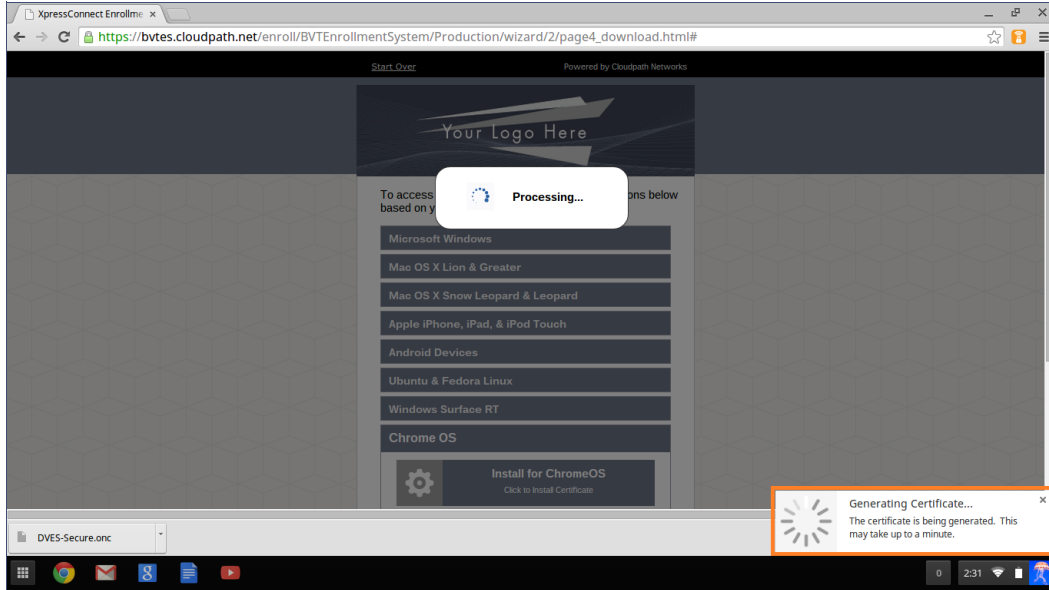 XpressConnect Enrollme
https://bvtes.cloudpath.net/enroll/BVTEnrollmentSystem/Production/wizard/2/page4_download.html#
Start Over
Powered by Cloudpath Networks
Your Logo Here
To access
ons below
based on y
Processing...
Microsoft Windows
Mac OS X Lion & Greater
Mac OS X Snow Leopard & Leopard
Apple iPhone, iPad, & iPod Touch
Android Devices
Ubuntu & Fedora Linux
Windows Surface RT
Chrome OS
Install for ChromeOS
Click to Install Certificate
Generating Certificate...
The certificate is being generated. This
may take up to a minute.
DVES-Secure.onc
8
0
2:31